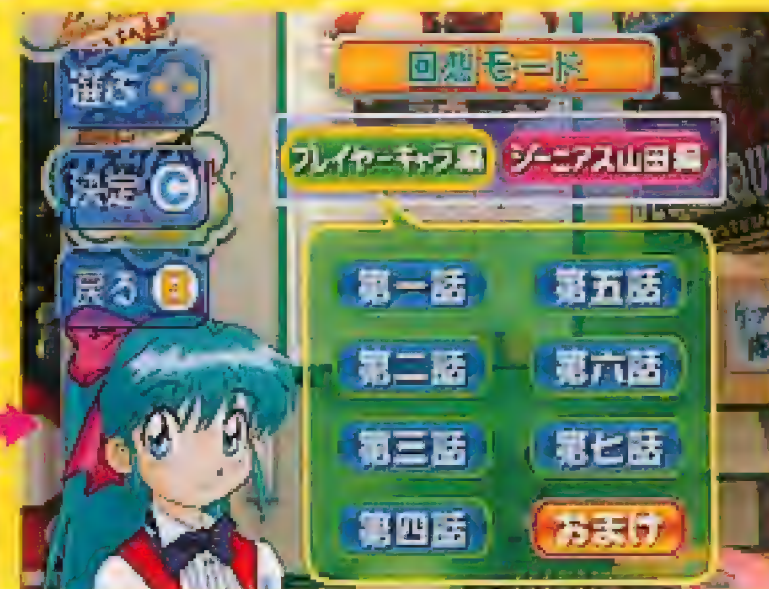 選ぶ
決定 C
戻る B
回想モード
プレイヤーキャラ編
ジーニアス山田編
第一話
第五話
第二話
第六話
第三話
第七話
第四話
おまけ